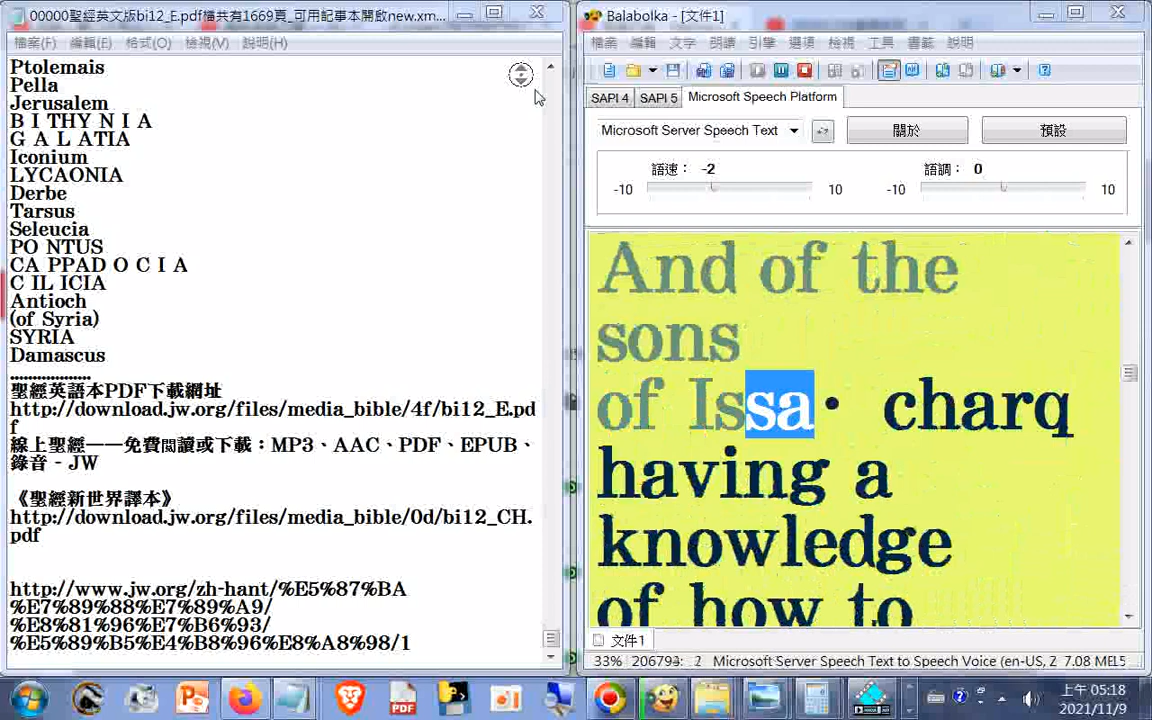 00000聖經英文版bi12_E.pdf檔共有1669頁_可用記事本開啟new.xm...
檔案(F) 編輯(E) 格式(O) 檢視(V) 說明(H)
Ptolemais
Pella
Jerusalem
B I THY N I A
G A L ATIA
Iconium
LYCAONIA
Derbe
Tarsus
Seleucia
PO NTUS
CA PPAD O C I A
C IL ICIA
Antioch
(of Syria)
SYRIA
Damascus
..................
聖經英語本PDF下載網址
http://download.jw.org/files/media_bible/4f/bi12_E.pd
f
線上聖經——免費閱讀或下載：MP3、AAC、PDF、EPUB、
錄音 - JW
《聖經新世界譯本》
http://download.jw.org/files/media_bible/0d/bi12_CH.
pdf
http://www.jw.org/zh-hant/%E5%87%BA
%E7%89%88%E7%89%A9/
%E8%81%96%E7%B6%93/
%E5%89%B5%E4%B8%96%E8%A8%98/1
Balabolka - [文件1]
檔案 編輯 文字 朗讀 引擎 選項 檢視 工具 書籤 說明
SAPI 4 SAPI 5 Microsoft Speech Platform
Microsoft Server Speech Text 關於 預設
語速： -2 語調： 0
-10 10 -10 10
And of the
sons
of Issa• charq
having a
knowledge
of how to
文件1
33% 206793: 2 Microsoft Server Speech Text to Speech Voice (en-US, 2 7.08 MB
上午 05:18
2021/11/9